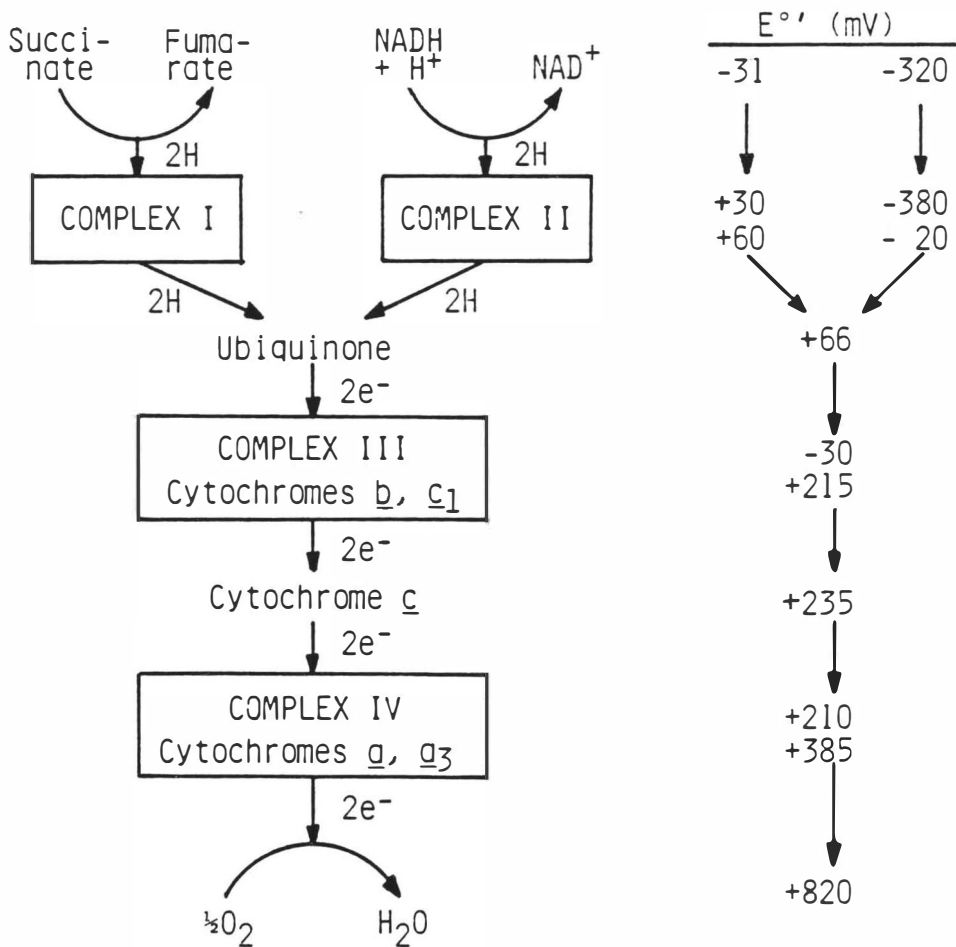 Succi-
nate
Fuma-
rate
NADH
+ H⁺
NAD⁺
E°′ (mV)
-31
-320
2H
2H
COMPLEX I
COMPLEX II
+30
-380
+60
- 20
2H
2H
Ubiquinone
+66
2e⁻
COMPLEX III
Cytochromes b, c₁
-30
+215
2e⁻
Cytochrome c
+235
2e⁻
COMPLEX IV
Cytochromes a, a₃
+210
+385
2e⁻
½O₂
H₂O
+820